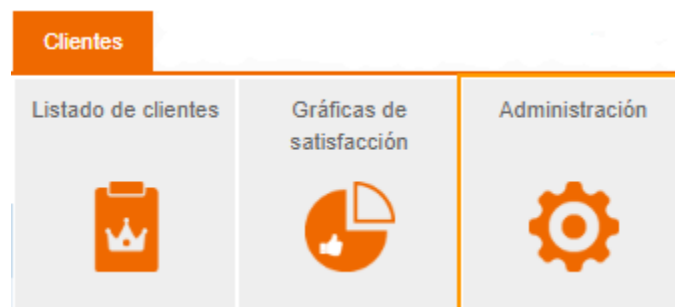 Clientes
Listado de clientes
Gráficas de
satisfacción
Administración